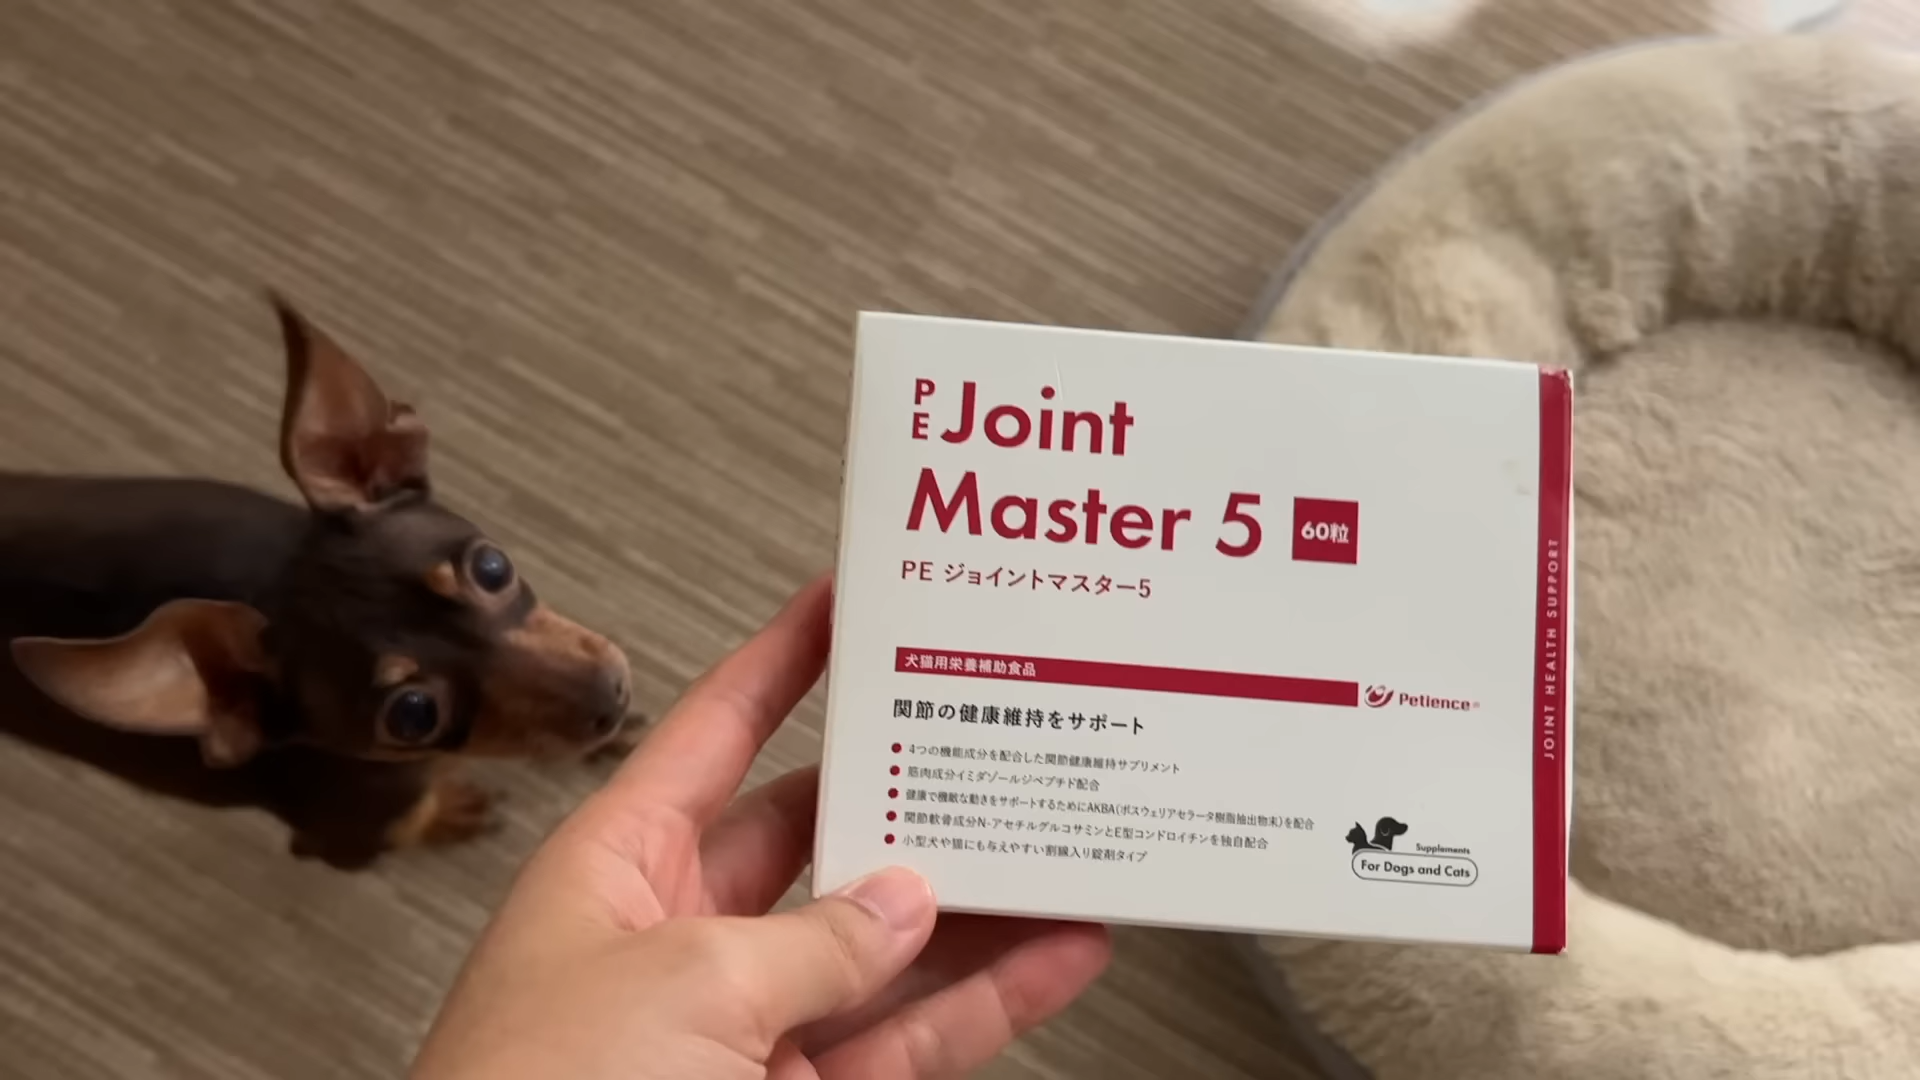 PE Joint
Master 5 60粒
PE ジョイントマスター5
犬猫用栄養補助食品
Petience
関節の健康維持をサポート
4つの機能成分を配合した関節健康維持サプリメント
筋肉成分イミダゾールジペプチド配合
健康で機敏な動きをサポートするためにAKBA(ボスウェリアセラータ樹脂抽出物末)を配合
関節軟骨成分N-アセチルグルコサミンとE型コンドロイチンを独自配合
小型犬や猫にも与えやすい割線入り錠剤タイプ
Supplements
For Dogs and Cats
JOINT HEALTH SUPPORT